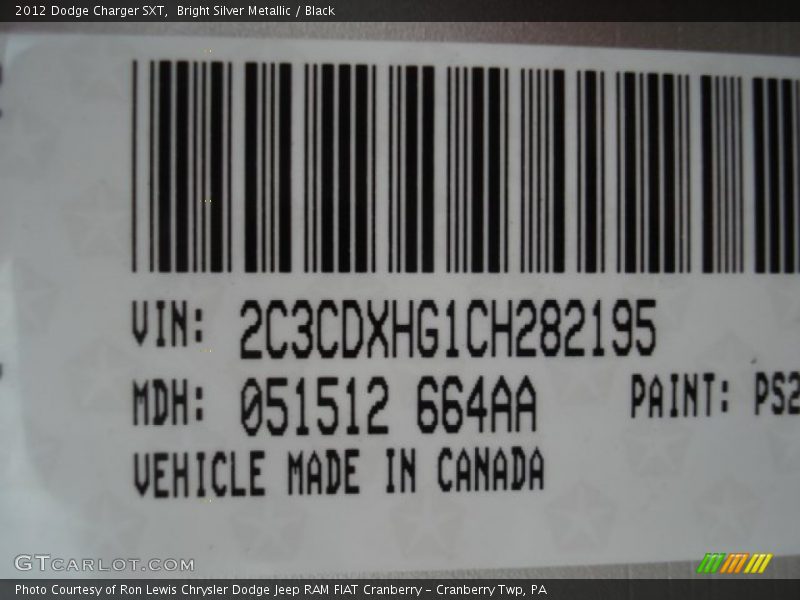 2012 Dodge Charger SXT,  Bright Silver Metallic / Black
VIN: 2C3CDXHG1CH282195
MDH: 051512 664AA PAINT: PS2
VEHICLE MADE IN CANADA
GTCARLOT.COM
Photo Courtesy of Ron Lewis Chrysler Dodge Jeep RAM FIAT Cranberry - Cranberry Twp, PA